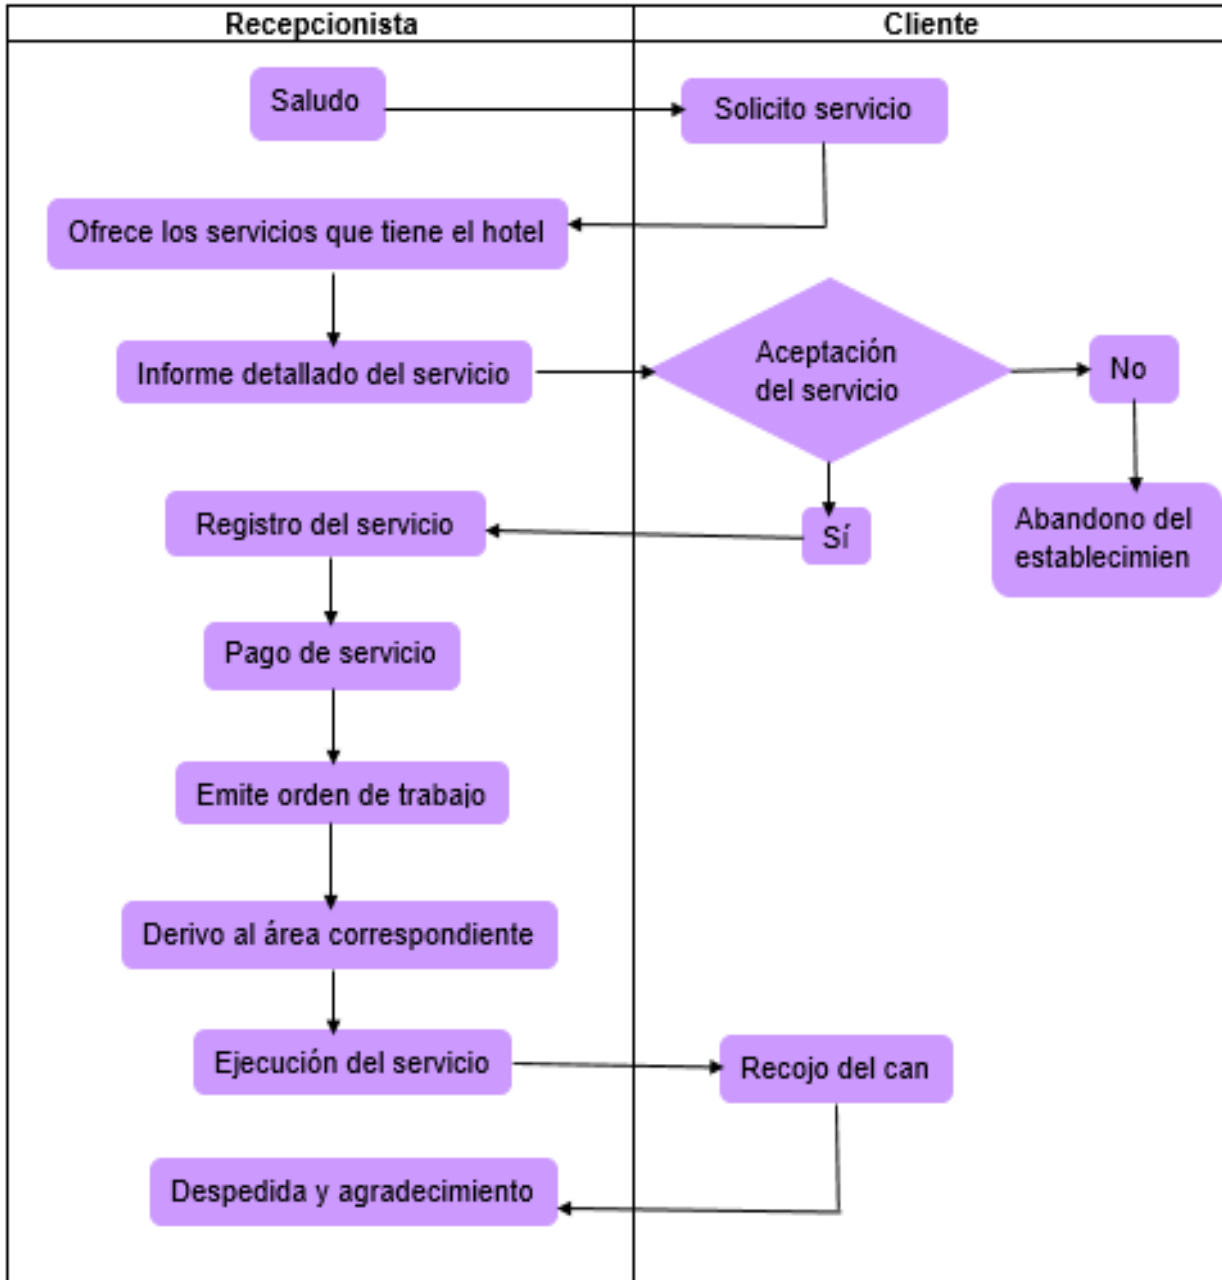 Recepcionista
Cliente
Saludo
Solicito servicio
Ofrece los servicios que tiene el hotel
Informe detallado del servicio
Aceptación
del servicio
No
Abandono del
establecimien
Sí
Registro del servicio
Pago de servicio
Emite orden de trabajo
Derivo al área correspondiente
Ejecución del servicio
Recojo del can
Despedida y agradecimiento